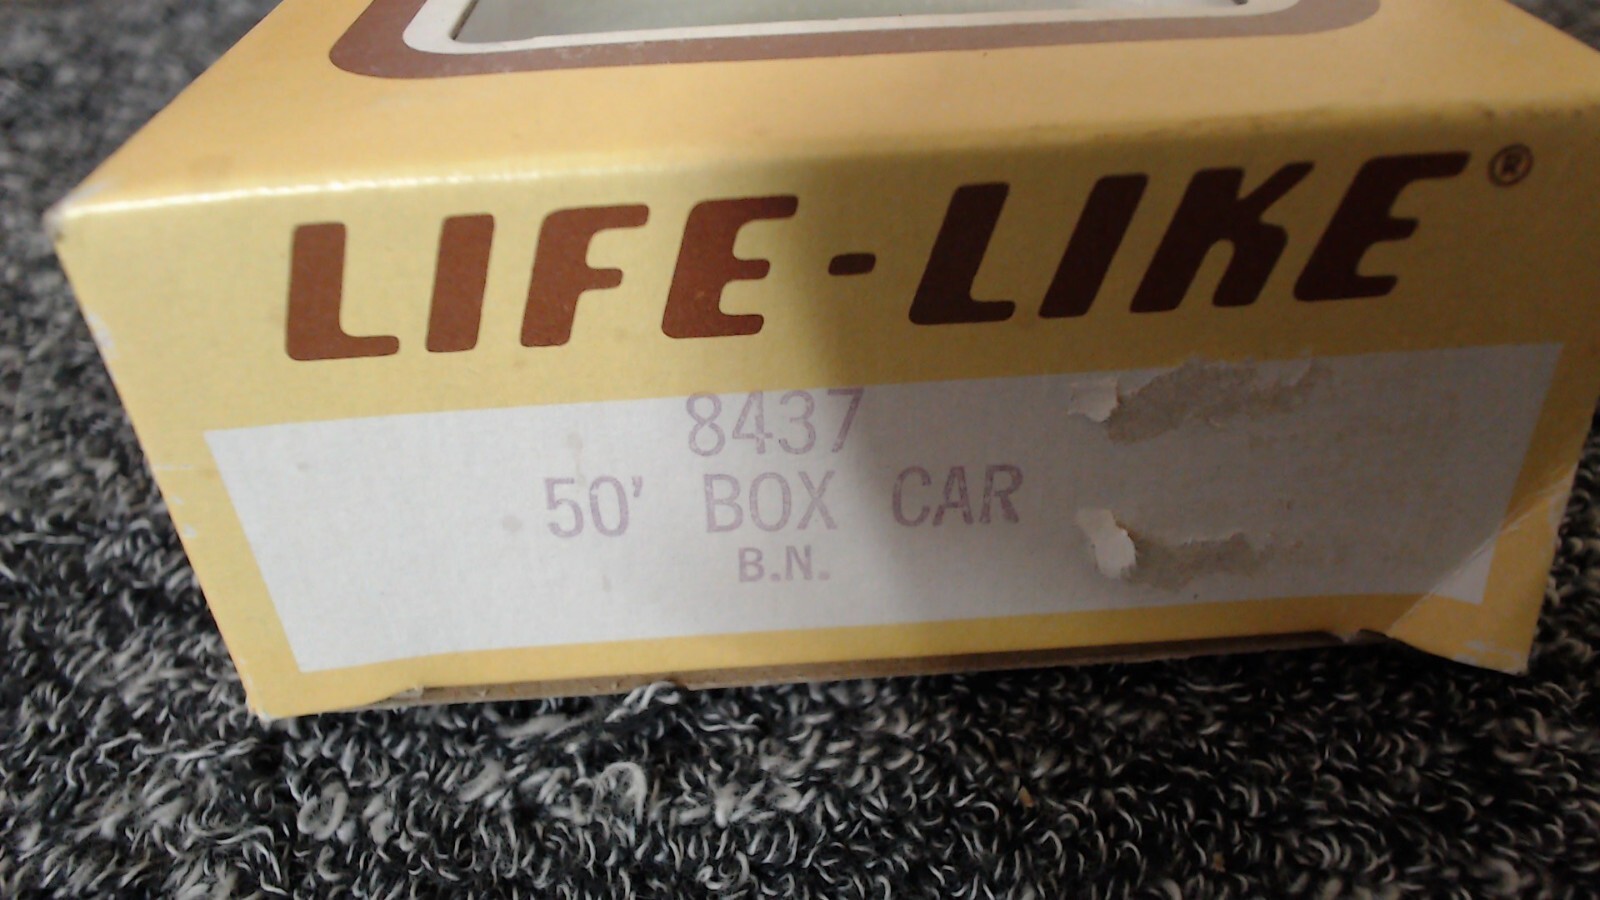 LIFE-LIKE®
8437
50' BOX CAR
B.N.